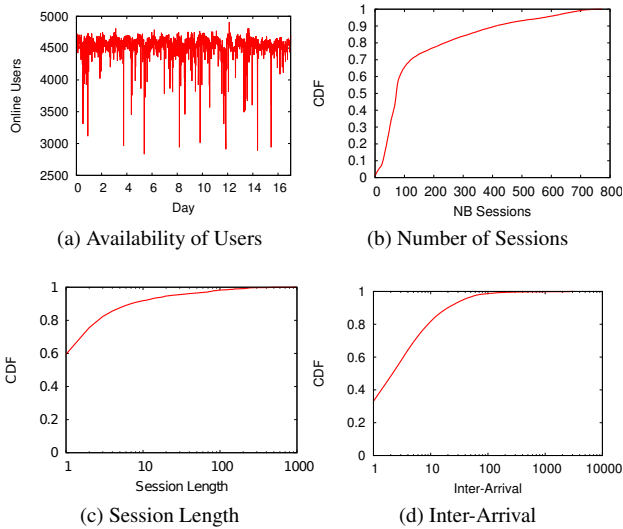 5000
4500
4000
3500
3000
2500
0 2 4 6 8 10 12 14 16
Online Users
Day
(a) Availability of Users
1
0.9
0.8
0.7
0.6
0.5
0.4
0.3
0.2
0.1
0
0 100 200 300 400 500 600 700 800
CDF
NB Sessions
(b) Number of Sessions
1
0.8
0.6
0.4
0.2
0
1 10 100 1000
CDF
Session Length
(c) Session Length
1
0.8
0.6
0.4
0.2
0
1 10 100 1000 10000
CDF
Inter-Arrival
(d) Inter-Arrival